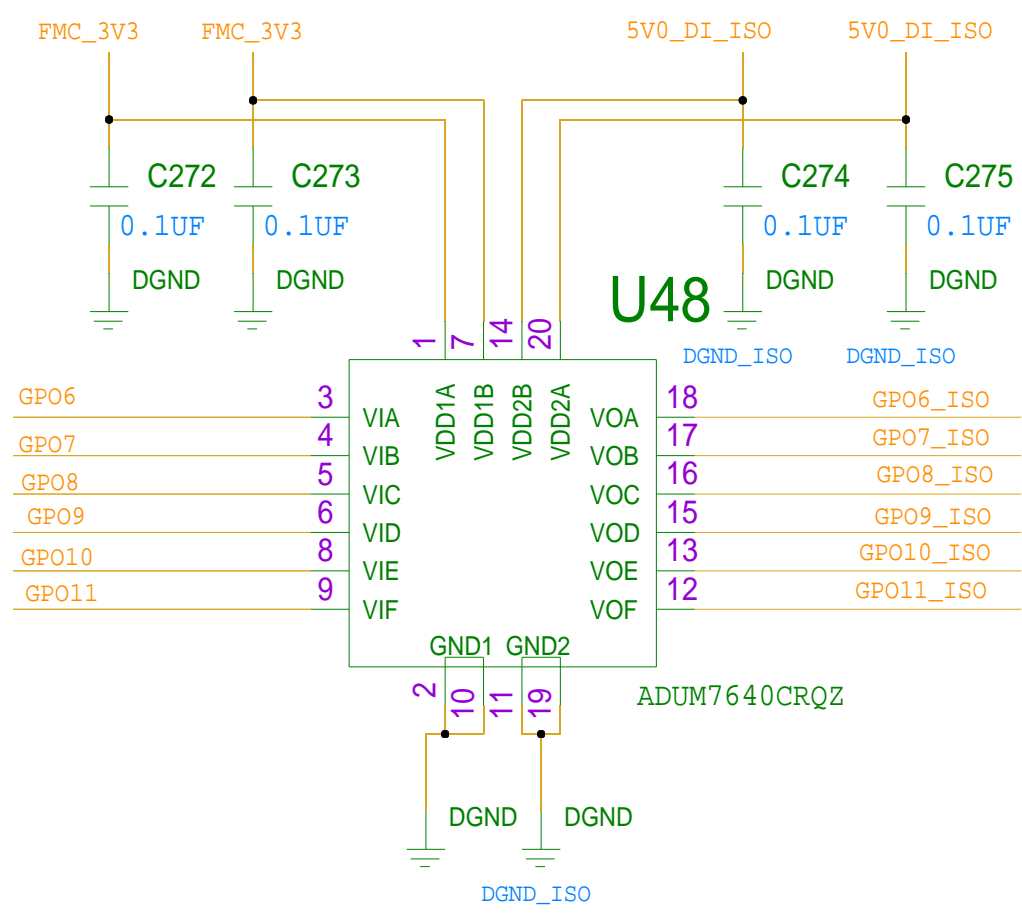 FMC_3V3 FMC_3V3 5V0_DI_ISO 5V0_DI_ISO
C272 C273 C274 C275
0.1UF 0.1UF 0.1UF 0.1UF
DGND DGND DGND DGND
U48
1 7 14 20
DGND_ISO DGND_ISO
VDD1A VDD1B VDD2B VDD2A
GPO6 3 VIA VOA 18 GPO6_ISO
GPO7 4 VIB VOB 17 GPO7_ISO
GPO8 5 VIC VOC 16 GPO8_ISO
GPO9 6 VID VOD 15 GPO9_ISO
GPO10 8 VIE VOE 13 GPO10_ISO
GPO11 9 VIF VOF 12 GPO11_ISO
GND1 GND2
2 10 11 19
ADUM7640CRQZ
DGND DGND
DGND_ISO